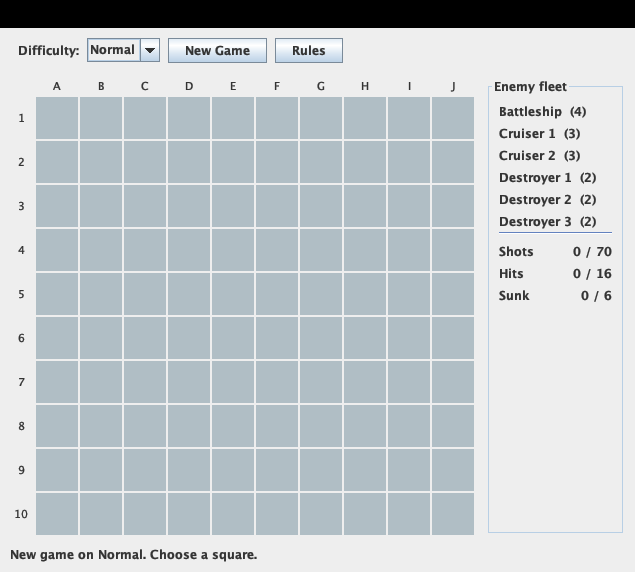 Difficulty: Normal New Game Rules
A B C D E F G H I J
Enemy fleet
1
2
3
4
5
6
7
8
9
10
Battleship (4)
Cruiser 1 (3)
Cruiser 2 (3)
Destroyer 1 (2)
Destroyer 2 (2)
Destroyer 3 (2)
Shots 0 / 70
Hits 0 / 16
Sunk 0 / 6
New game on Normal. Choose a square.